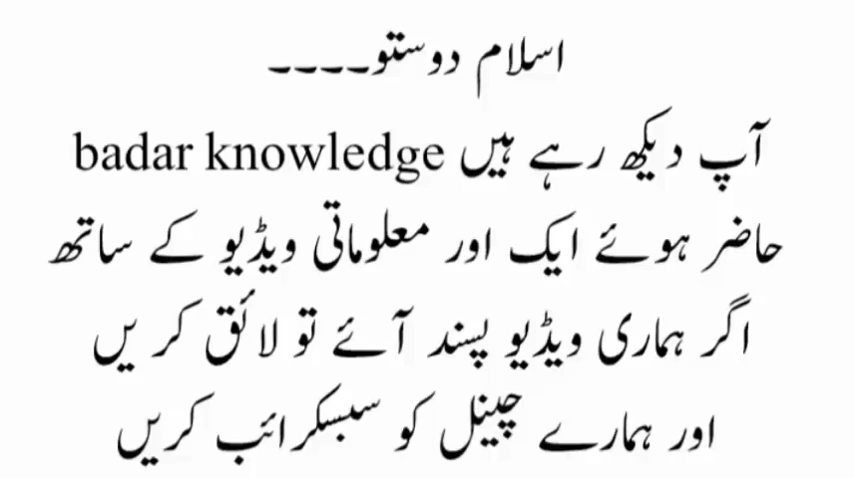 اسلام دوستو۔۔۔۔
آپ دیکھ رہے ہیں badar knowledge
حاضر ہوئے ایک اور معلوماتی ویڈیو کے ساتھ
اگر ہماری ویڈیو پسند آئے تو لائق کریں
اور ہمارے چینل کو سبسکرائب کریں